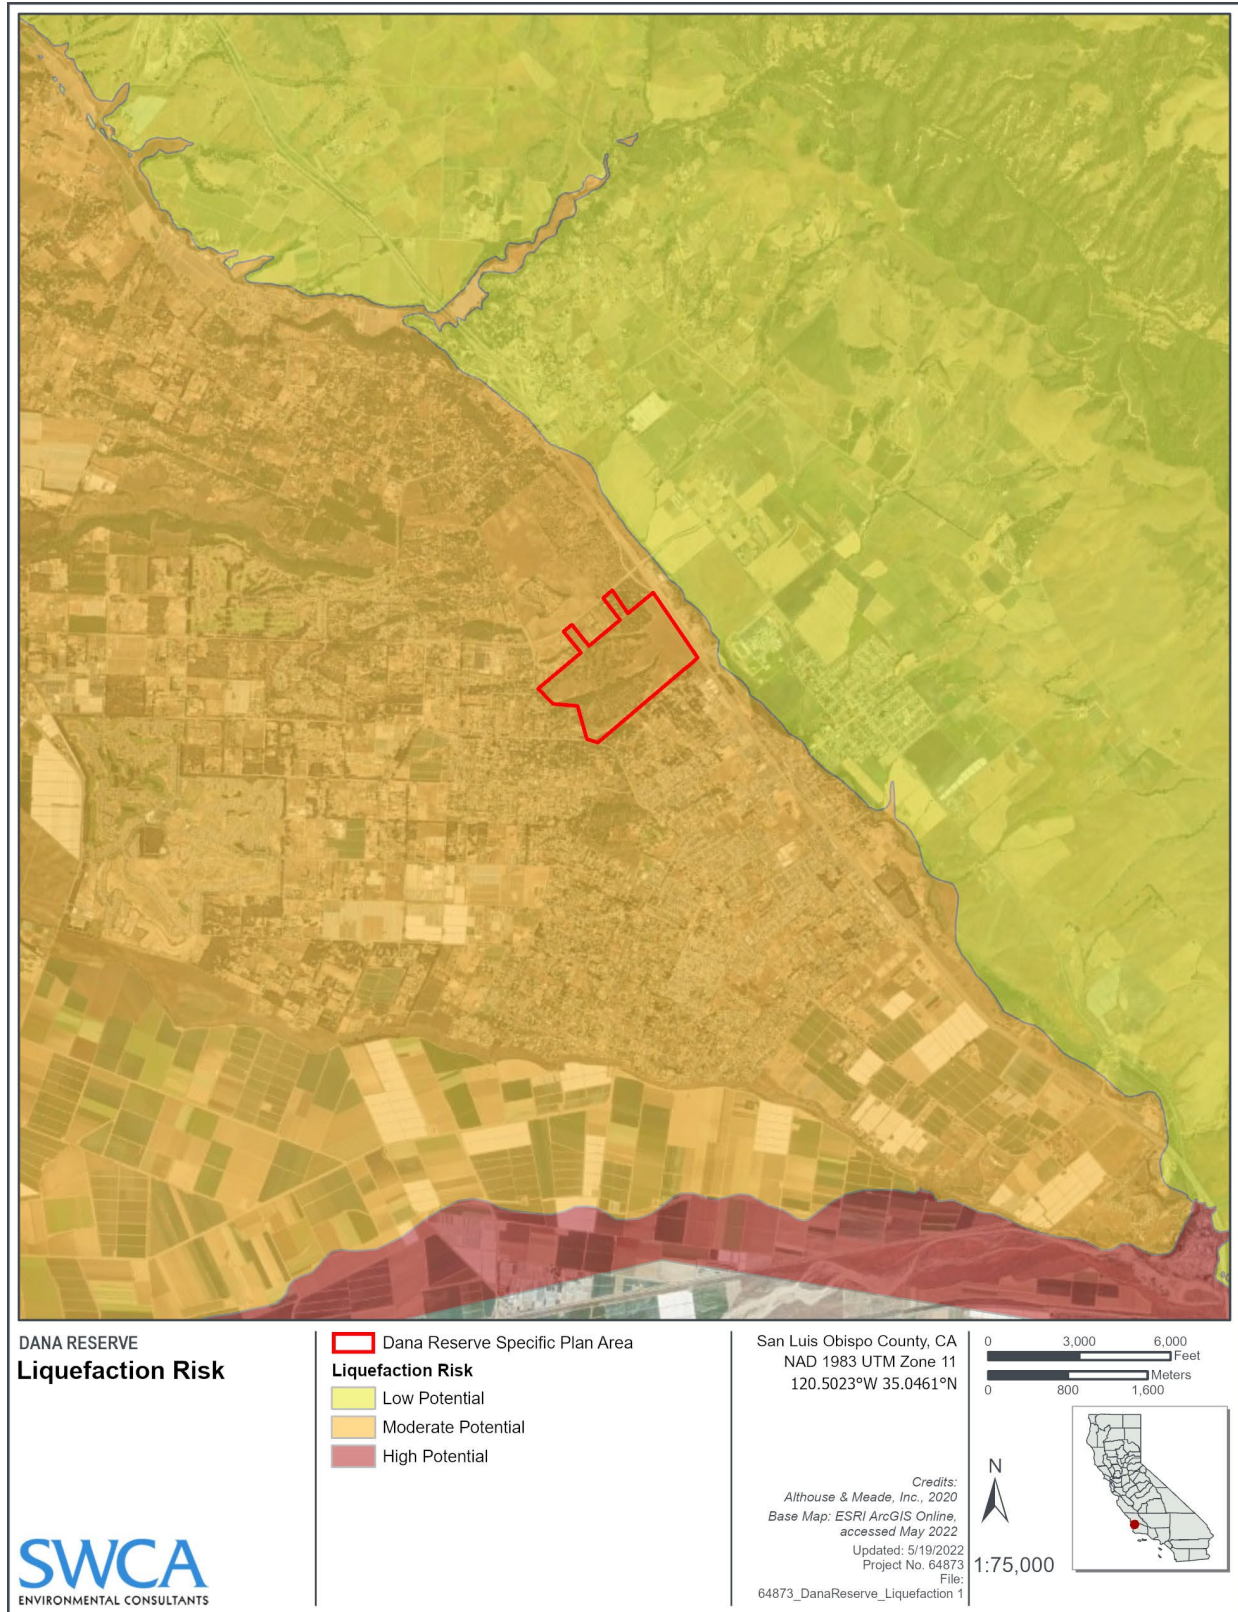 DANA RESERVE
Liquefaction Risk
SWCA
ENVIRONMENTAL CONSULTANTS
Dana Reserve Specific Plan Area
Liquefaction Risk
Low Potential
Moderate Potential
High Potential
San Luis Obispo County, CA
NAD 1983 UTM Zone 11
120.5023°W 35.0461°N
Credits:
Althouse & Meade, Inc., 2020
Base Map: ESRI ArcGIS Online,
accessed May 2022
Updated: 5/19/2022
Project No. 64873
File:
64873_DanaReserve_Liquefaction 1
0 3,000 6,000
Feet
Meters
0 800 1,600
N
1:75,000